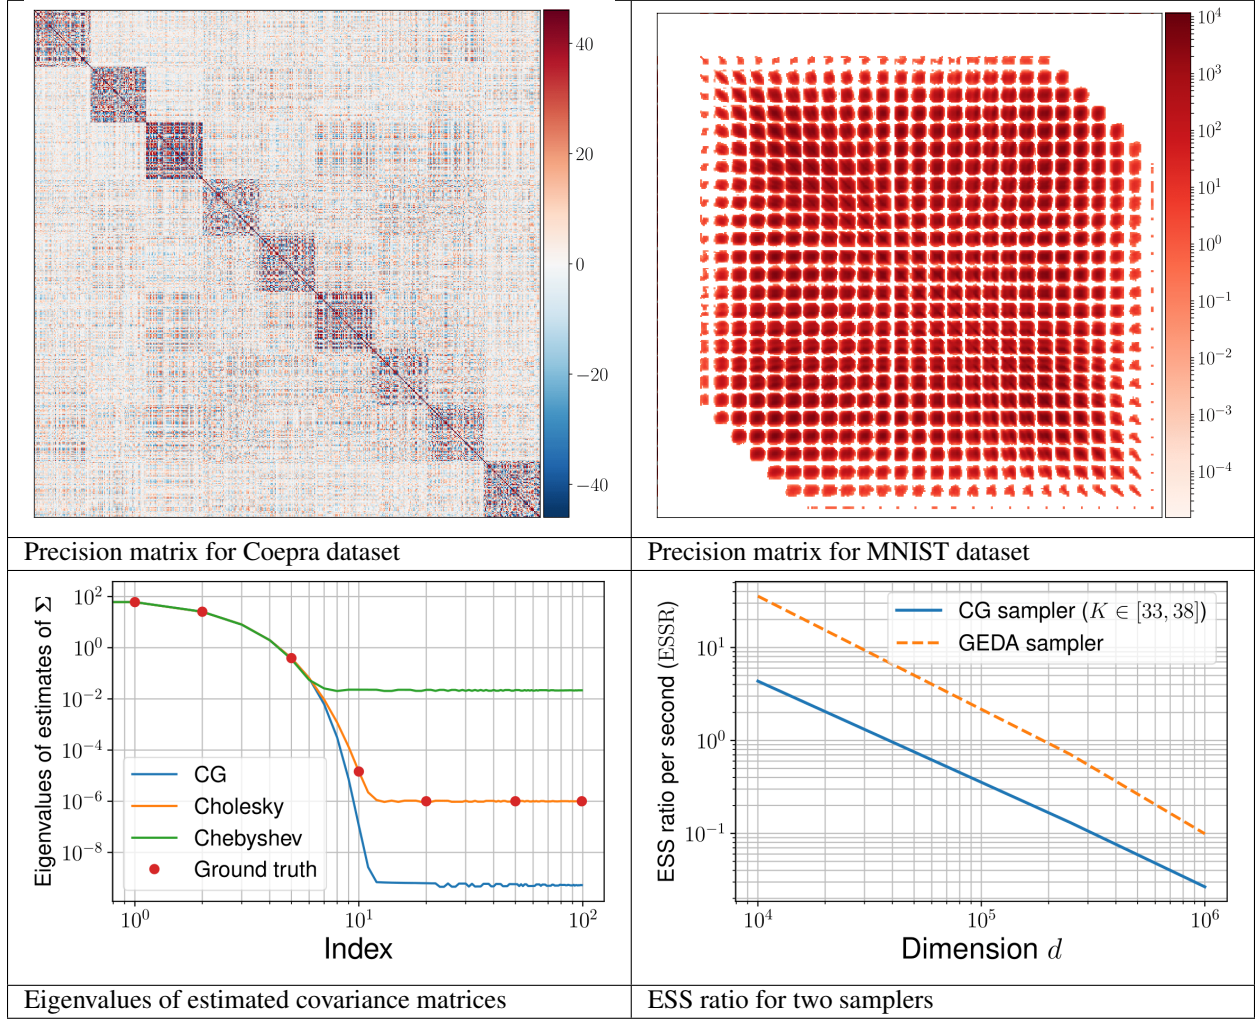 40
20
0
−20
−40
10^4
10^3
10^2
10^1
10^0
10^−1
10^−2
10^−3
10^−4
Precision matrix for Coepra dataset
Precision matrix for MNIST dataset
Eigenvalues of estimates of Σ
10^2
10^0
10^−2
10^−4
10^−6
10^−8
CG
Cholesky
Chebyshev
Ground truth
10^0
10^1
10^2
Index
ESS ratio per second (ESSR)
10^1
10^0
10^−1
CG sampler (K ∈ [33, 38])
GEDA sampler
10^4
10^5
10^6
Dimension d
Eigenvalues of estimated covariance matrices
ESS ratio for two samplers